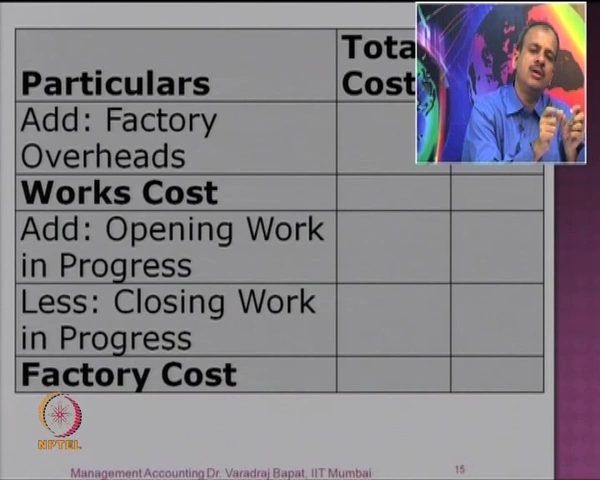 Particulars
Tota
Cost
Add: Factory
Overheads
Works Cost
Add: Opening Work
in Progress
Less: Closing Work
in Progress
Factory Cost
NPTEL
Management Accounting Dr. Varadraj Bapat, IIT Mumbai
15